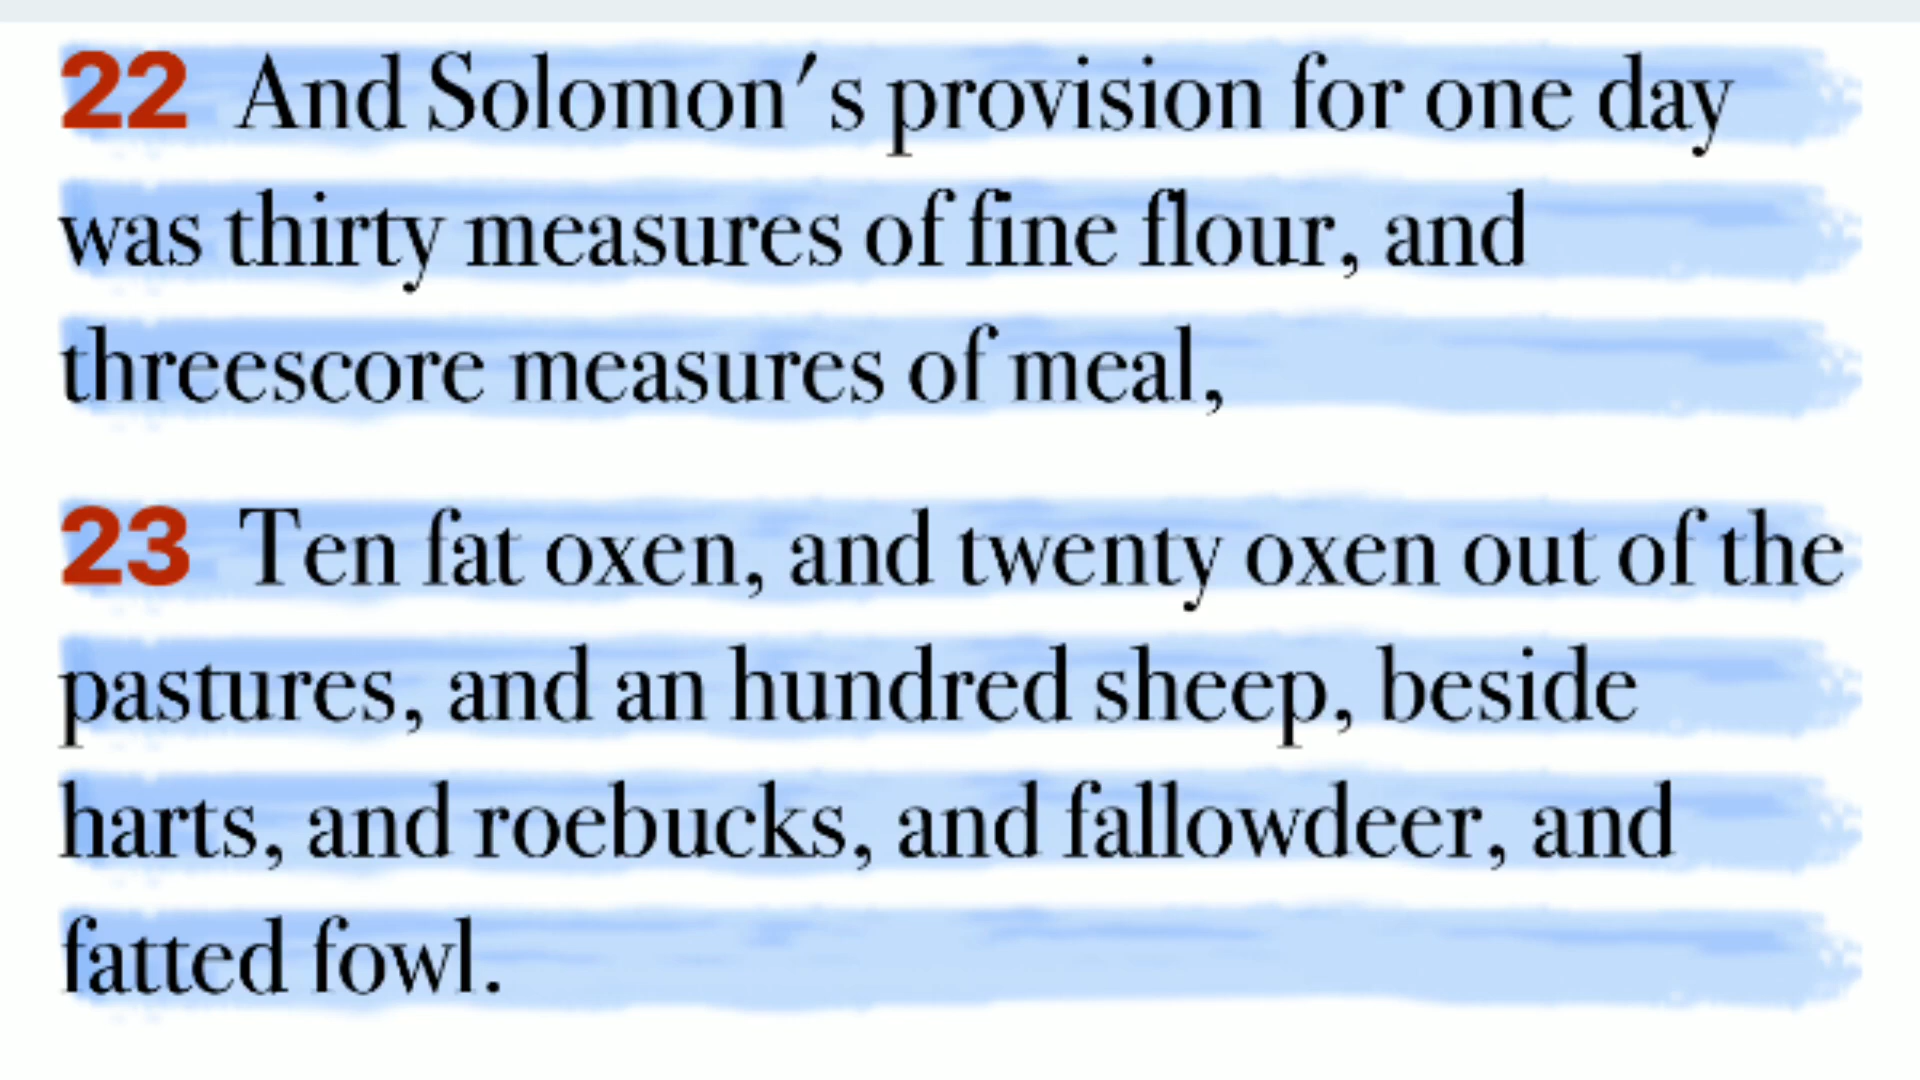 22 And Solomon's provision for one day
was thirty measures of fine flour, and
threescore measures of meal,
23 Ten fat oxen, and twenty oxen out of the
pastures, and an hundred sheep, beside
harts, and roebucks, and fallowdeer, and
fatted fowl.